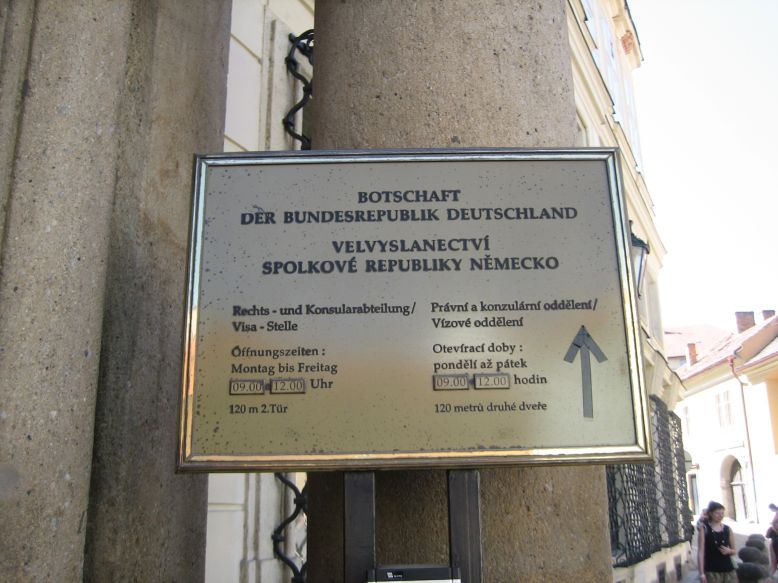 BOTSCHAFT
DER BUNDESREPUBLIK DEUTSCHLAND
VELVYSLANECTVÍ
SPOLKOVÉ REPUBLIKY NĚMECKO
Rechts - und Konsularabteilung/
Visa - Stelle
Öffnungszeiten :
Montag bis Freitag
09.00 12.00 Uhr
120 m 2.Tür
Právní a konzulární oddělení/
Vízové oddělení
Otevírací doby :
pondělí až pátek
09.00 12.00 hodin
120 metrů druhé dveře